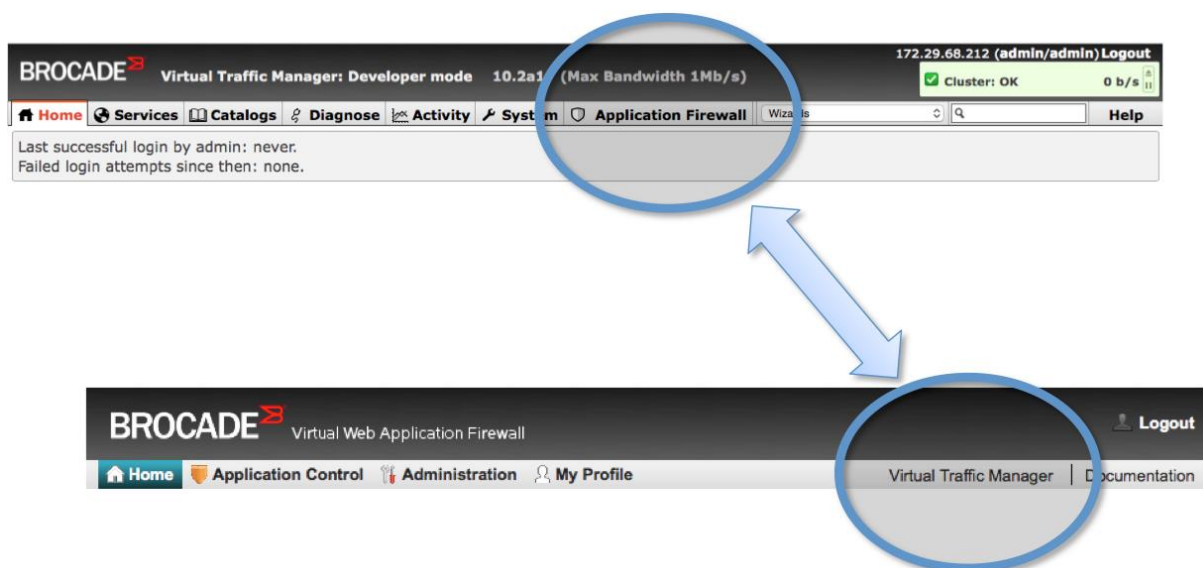 172.29.68.212 (admin/admin) Logout
BROCADE Virtual Traffic Manager: Developer mode 10.2a1 (Max Bandwidth 1Mb/s)
Cluster: OK 0 b/s
Home Services Catalogs Diagnose Activity System Application Firewall Wizards Help
Last successful login by admin: never.
Failed login attempts since then: none.
BROCADE Virtual Web Application Firewall Logout
Home Application Control Administration My Profile Virtual Traffic Manager Documentation